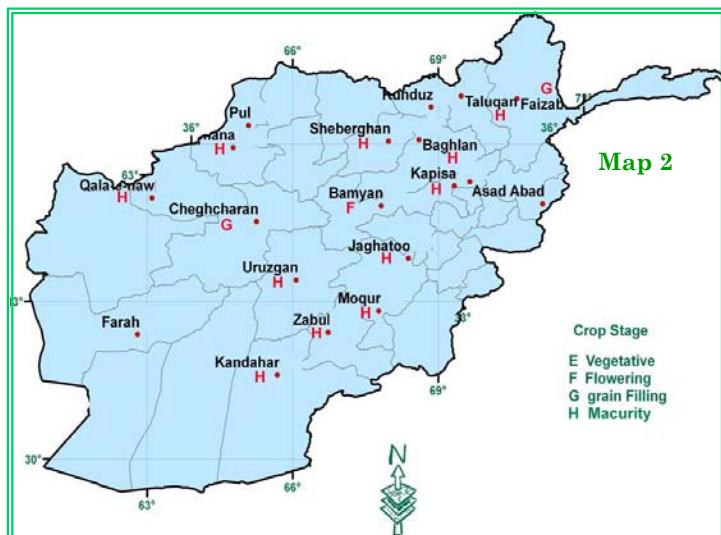 66°
69°
Kunduz
Taluqan
H
G
Faizab
Pul
36°
mana
H
Sheberghan
H
Baghlan
H
36°
Map 2
63°
Qala-e-naw
H
Kapisa
H
Asad Abad
Bamyan
F
Cheghcharan
G
Jaghatoo
H
Uruzgan
H
Moqur
H
33°
Farah
Zabul
H
Kandahar
H
69°
Crop Stage
E Vegetative
F Flowering
G grain Filling
H Macurity
30°
63°
66°
N